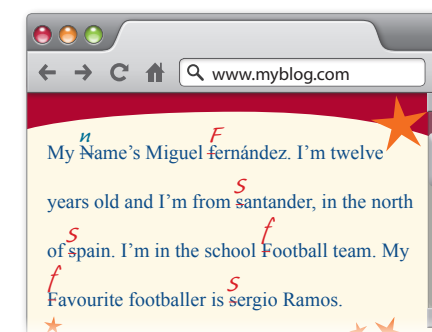 www.myblog.com
n F
My Name's Miguel fernández. I'm twelve
S
years old and I'm from santander, in the north
S f
of spain. I'm in the school Football team. My
f S
Favourite footballer is sergio Ramos.